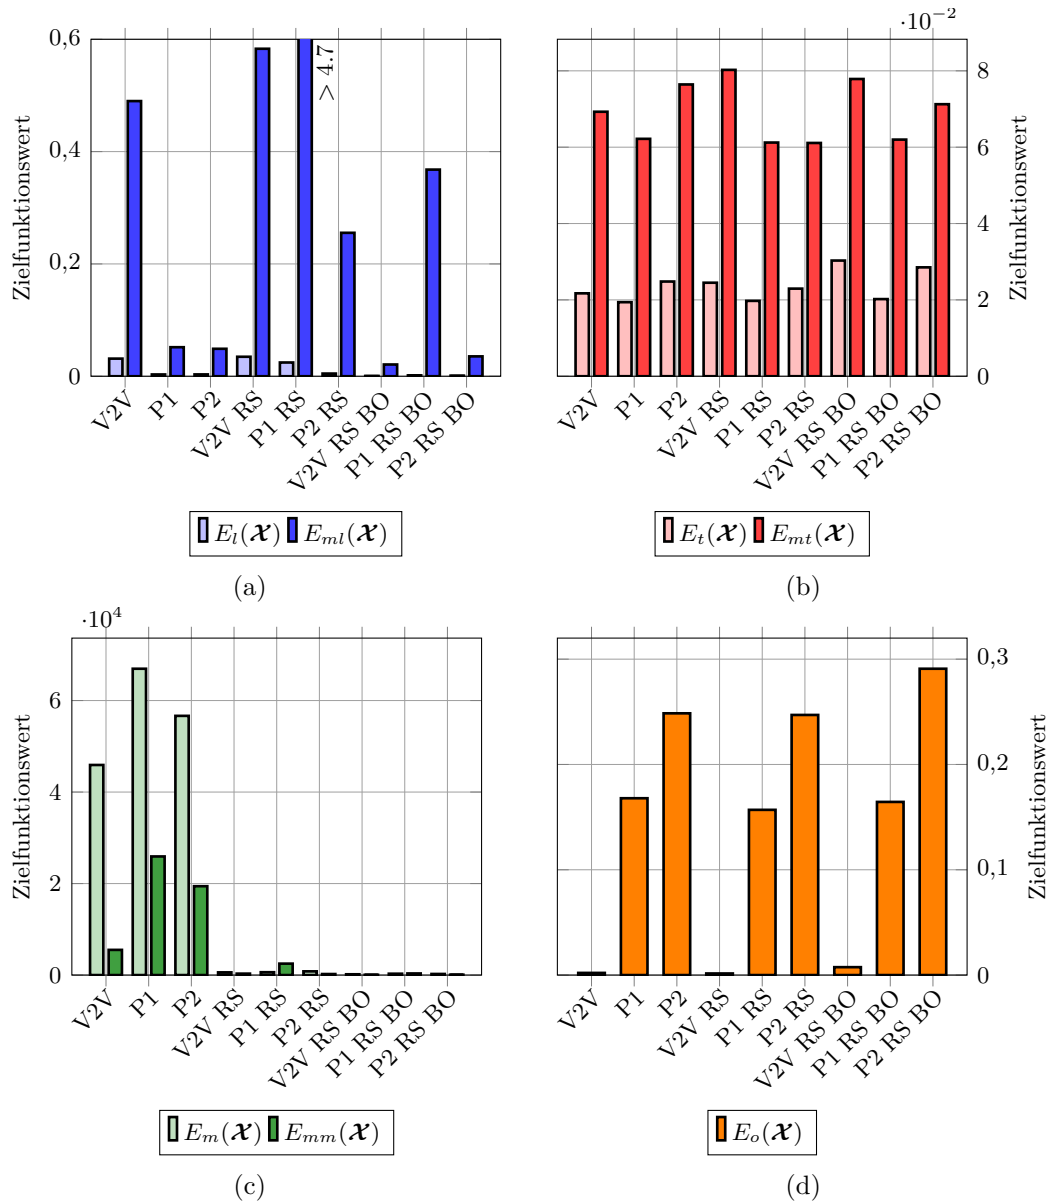 0,6
0,4
0,2
0
Zielfunktionswert
> 4.7
V2V
P1
P2
V2V RS
P1 RS
P2 RS
V2V RS BO
P1 RS BO
P2 RS BO
E_l(𝓧) E_ml(𝓧)
(a)
·10⁻²
8
6
4
2
0
Zielfunktionswert
V2V
P1
P2
V2V RS
P1 RS
P2 RS
V2V RS BO
P1 RS BO
P2 RS BO
E_t(𝓧) E_mt(𝓧)
(b)
·10⁴
6
4
2
0
Zielfunktionswert
V2V
P1
P2
V2V RS
P1 RS
P2 RS
V2V RS BO
P1 RS BO
P2 RS BO
E_m(𝓧) E_mm(𝓧)
(c)
0,3
0,2
0,1
0
Zielfunktionswert
V2V
P1
P2
V2V RS
P1 RS
P2 RS
V2V RS BO
P1 RS BO
P2 RS BO
E_o(𝓧)
(d)